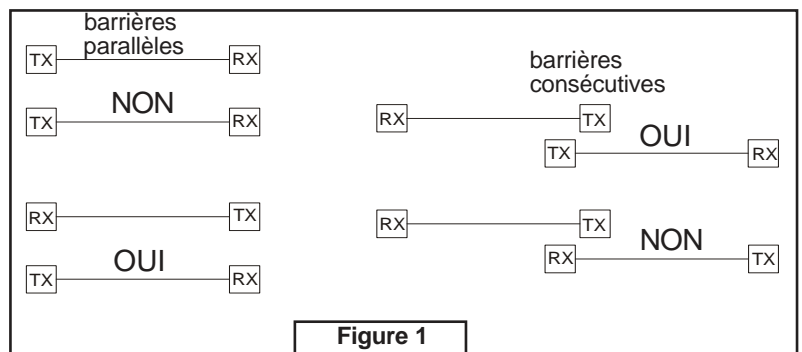 barrières
parallèles
TX RX
NON
TX RX
RX TX
OUI
TX RX
barrières
consécutives
RX TX
OUI
TX RX
RX TX
NON
RX TX
Figure 1